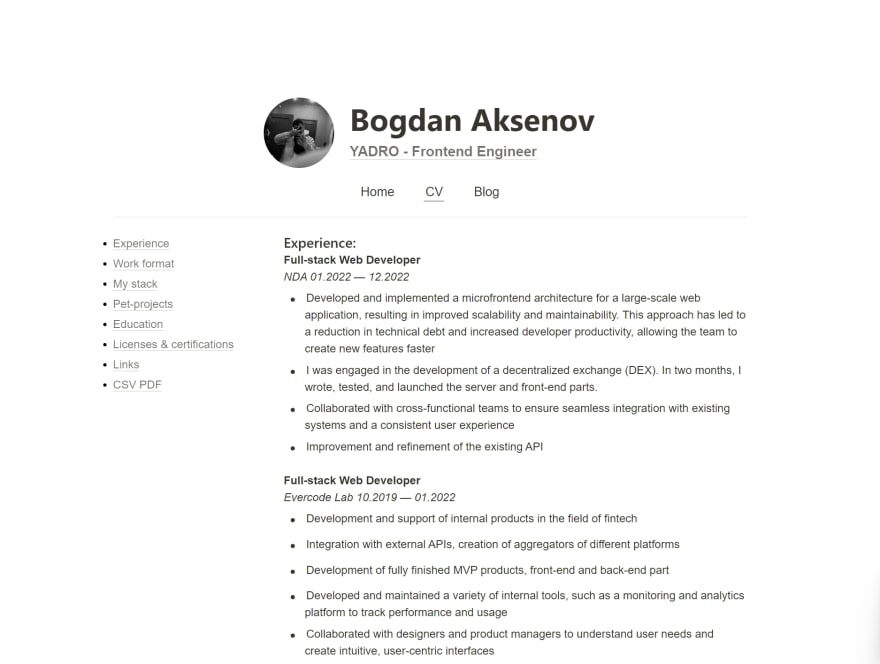 Bogdan Aksenov
YADRO - Frontend Engineer
Home CV Blog
Experience
Work format
My stack
Pet-projects
Education
Licenses & certifications
Links
CSV PDF
Experience:
Full-stack Web Developer
NDA 01.2022 — 12.2022
Developed and implemented a microfrontend architecture for a large-scale web
application, resulting in improved scalability and maintainability. This approach has led to
a reduction in technical debt and increased developer productivity, allowing the team to
create new features faster
I was engaged in the development of a decentralized exchange (DEX). In two months, I
wrote, tested, and launched the server and front-end parts.
Collaborated with cross-functional teams to ensure seamless integration with existing
systems and a consistent user experience
Improvement and refinement of the existing API
Full-stack Web Developer
Evercode Lab 10.2019 — 01.2022
Development and support of internal products in the field of fintech
Integration with external APIs, creation of aggregators of different platforms
Development of fully finished MVP products, front-end and back-end part
Developed and maintained a variety of internal tools, such as a monitoring and analytics
platform to track performance and usage
Collaborated with designers and product managers to understand user needs and
create intuitive, user-centric interfaces